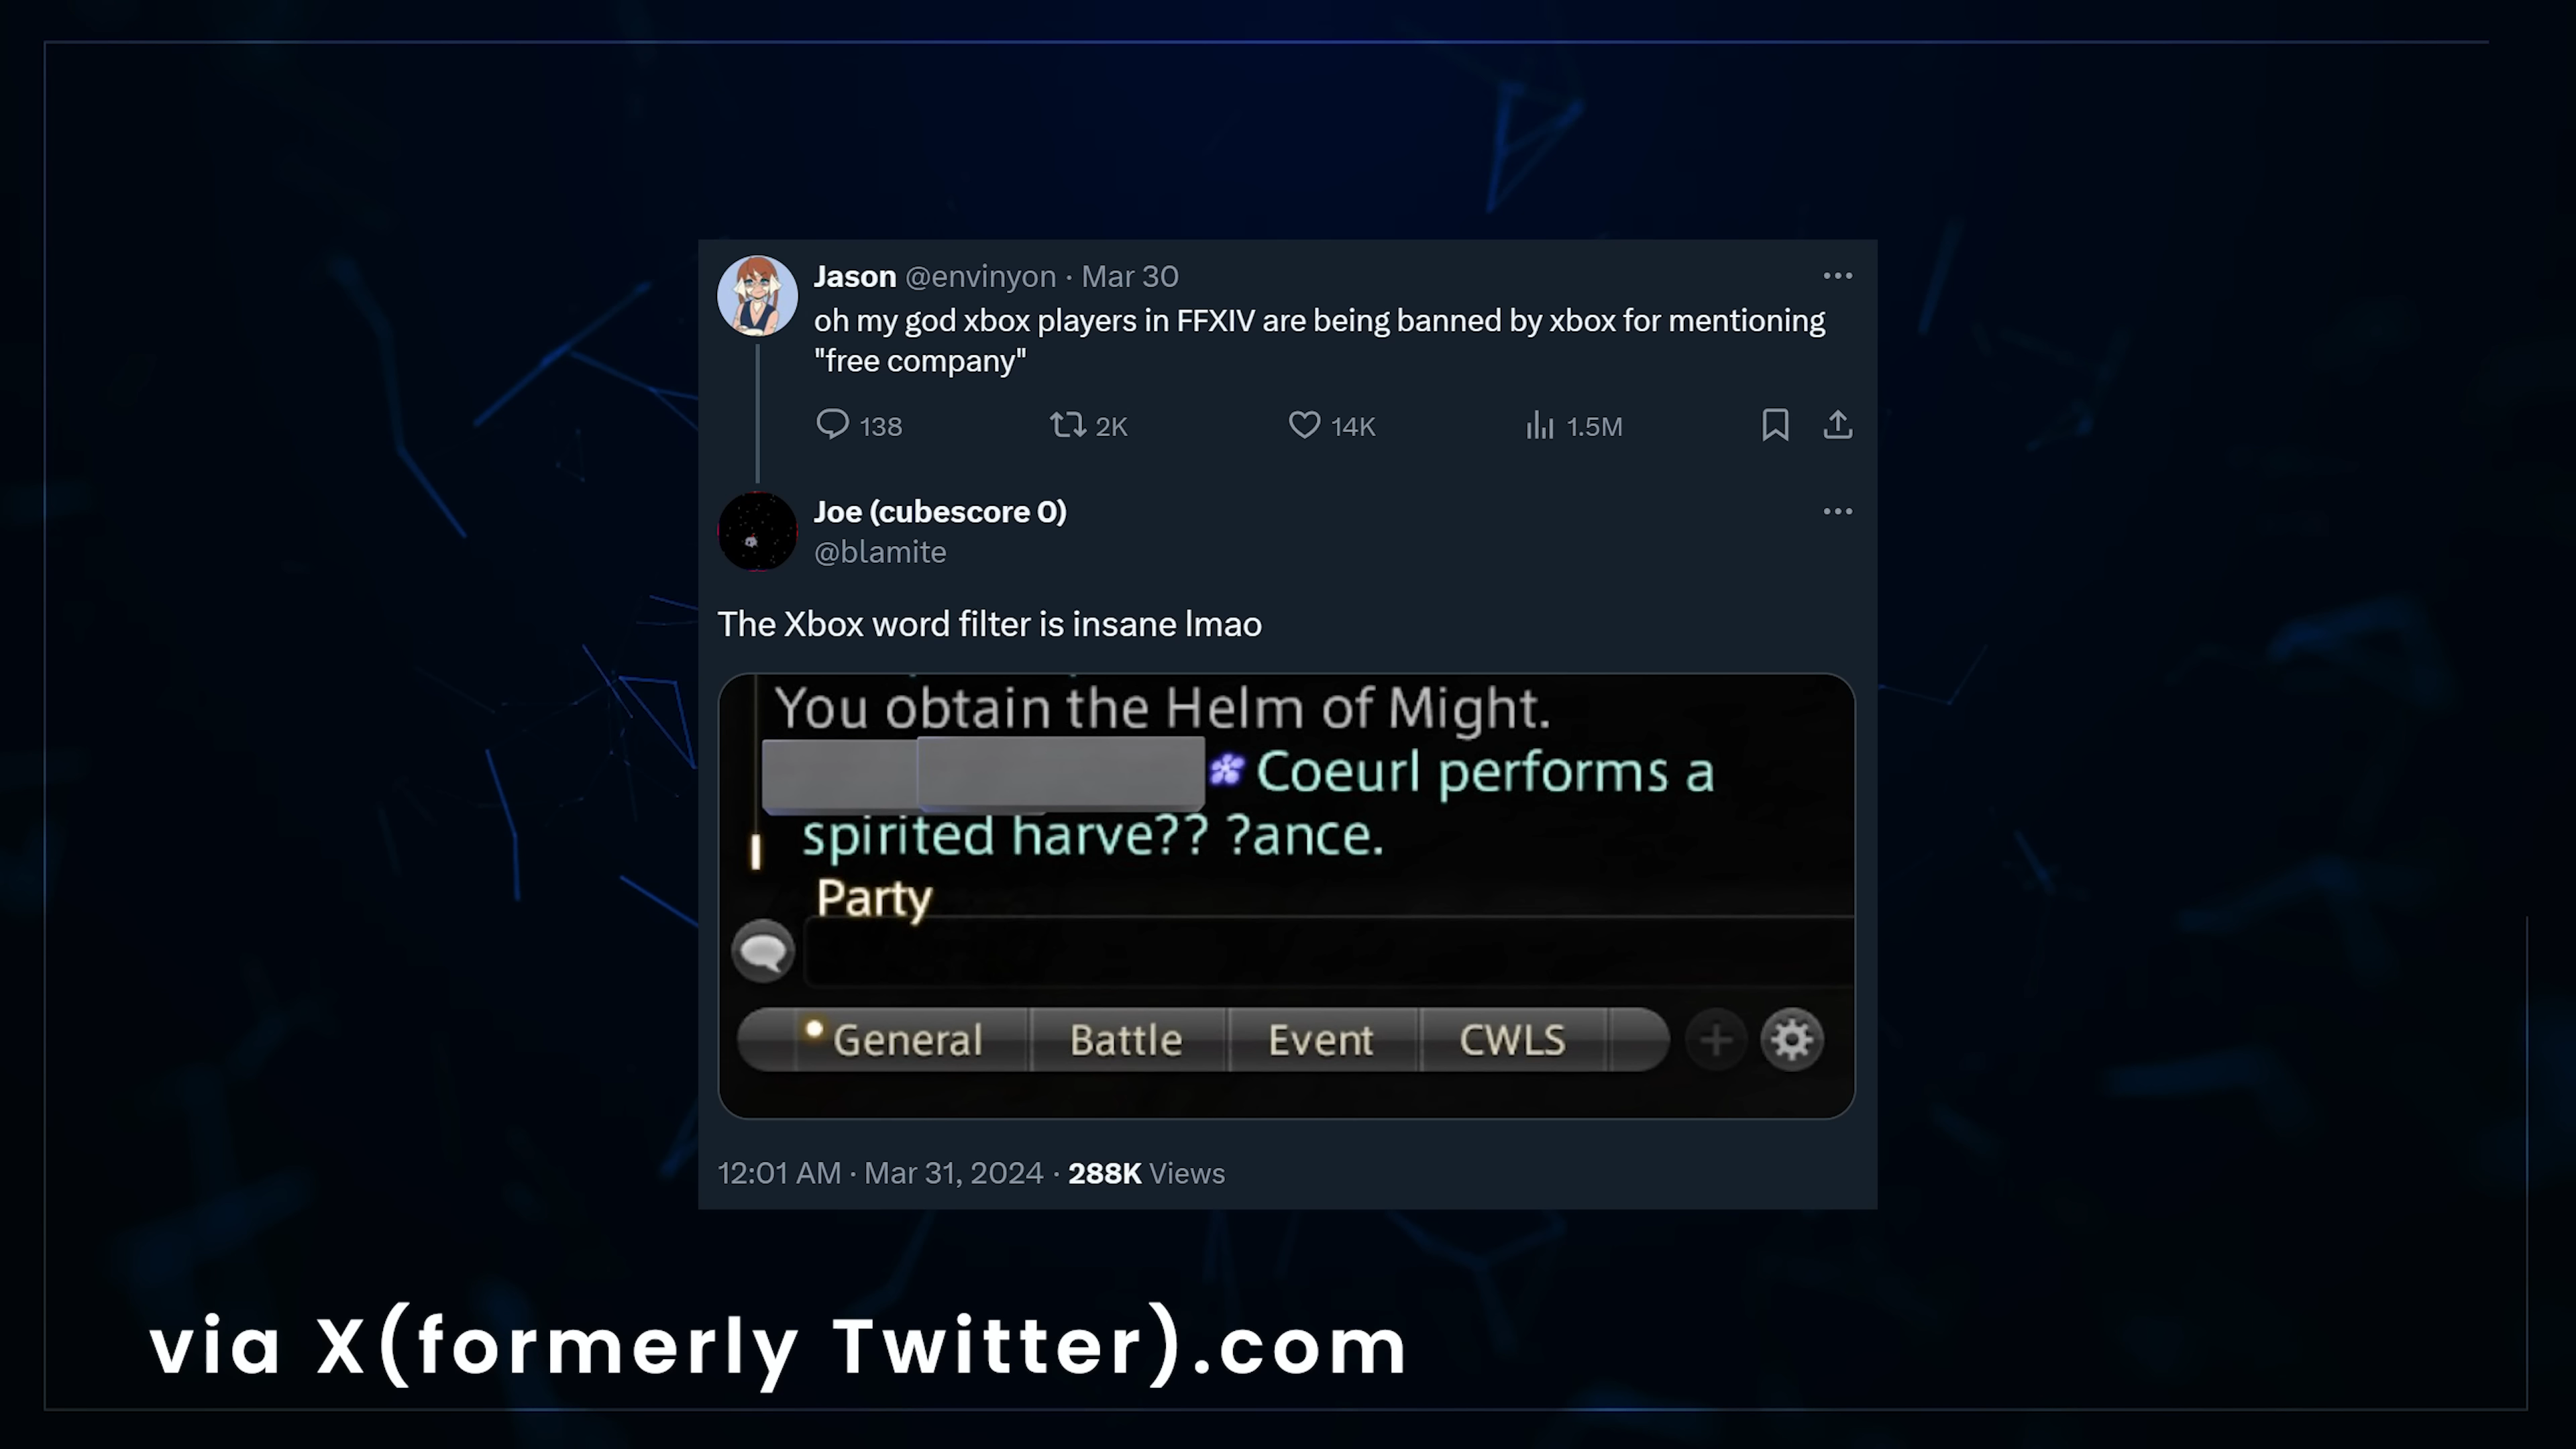 Jason @envinyon · Mar 30
oh my god xbox players in FFXIV are being banned by xbox for mentioning
"free company"
138 2K 14K 1.5M
Joe (cubescore 0)
@blamite
The Xbox word filter is insane lmao
You obtain the Helm of Might.
Coeurl performs a
spirited harve?? ?ance.
Party
General Battle Event CWLS
12:01 AM · Mar 31, 2024 · 288K Views
via X(formerly Twitter).com